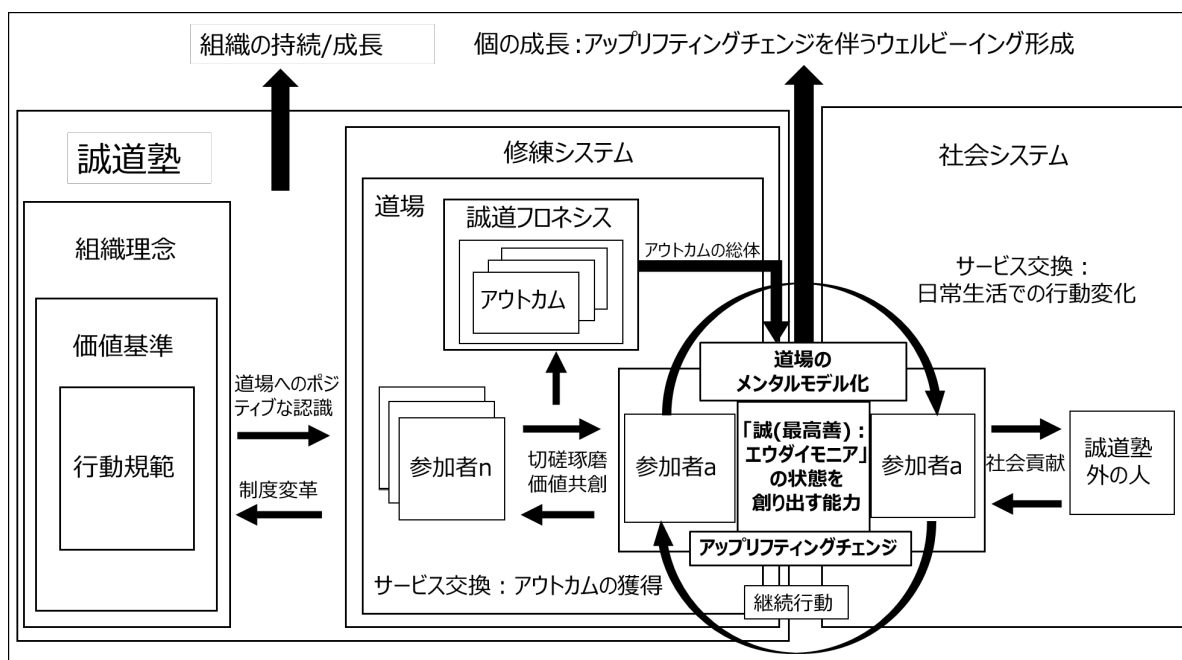 組織の持続/成長
個の成長：アップリフティングチェンジを伴うウェルビーイング形成
誠道塾
組織理念
価値基準
行動規範
道場へのポジ
ティブな認識
制度変革
修練システム
道場
誠道フロネシス
アウトカム
アウトカムの総体
参加者n
切磋琢磨
価値共創
サービス交換：アウトカムの獲得
参加者a
道場の
メンタルモデル化
「誠(最高善)：
エウダイモニア」
の状態を
創り出す能力
アップリフティングチェンジ
継続行動
参加者a
社会システム
サービス交換：
日常生活での行動変化
社会貢献
誠道塾
外の人